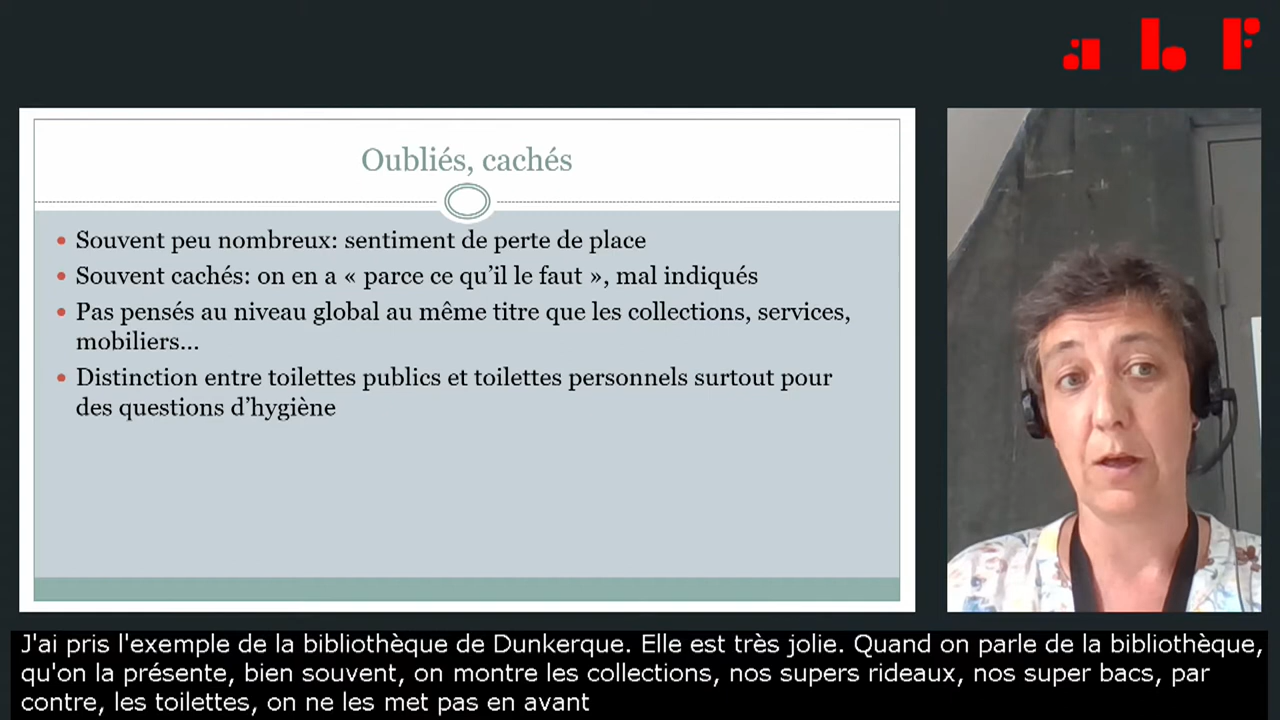 abf
Oubliés, cachés
• Souvent peu nombreux: sentiment de perte de place
• Souvent cachés: on en a « parce ce qu’il le faut », mal indiqués
• Pas pensés au niveau global au même titre que les collections, services,
mobiliers…
• Distinction entre toilettes publics et toilettes personnels surtout pour
des questions d’hygiène
J'ai pris l'exemple de la bibliothèque de Dunkerque. Elle est très jolie. Quand on parle de la bibliothèque,
qu'on la présente, bien souvent, on montre les collections, nos supers rideaux, nos super bacs, par
contre, les toilettes, on ne les met pas en avant